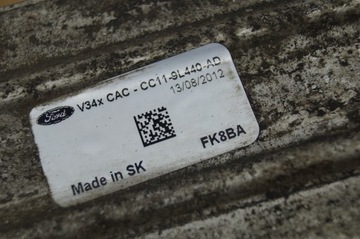 Ford
V34x CAC - CC11-9L440-AD
13/08/2012
FK8BA
Made in SK